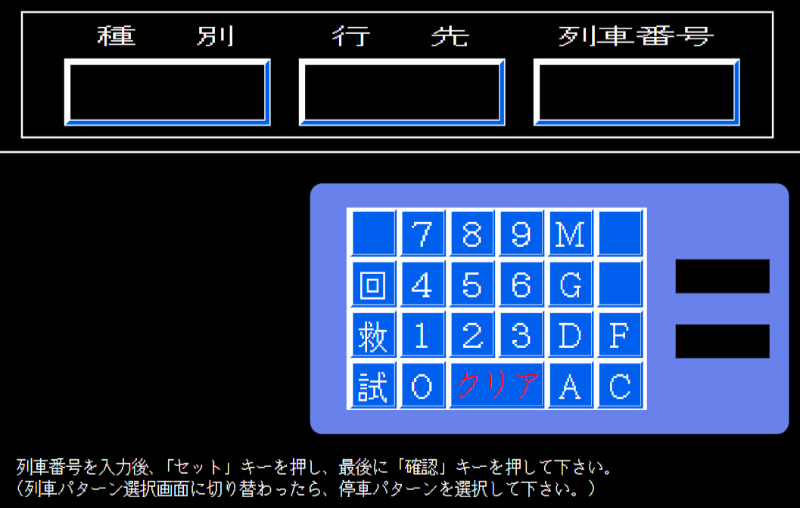 種別 行先 列車番号
7 8 9 M
回 4 5 6 G
救 1 2 3 D F
試 0 クリア A C
列車番号を入力後、「セット」キーを押し、最後に「確認」キーを押して下さい。
(列車パターン選択画面に切り替わったら、停車パターンを選択して下さい。)